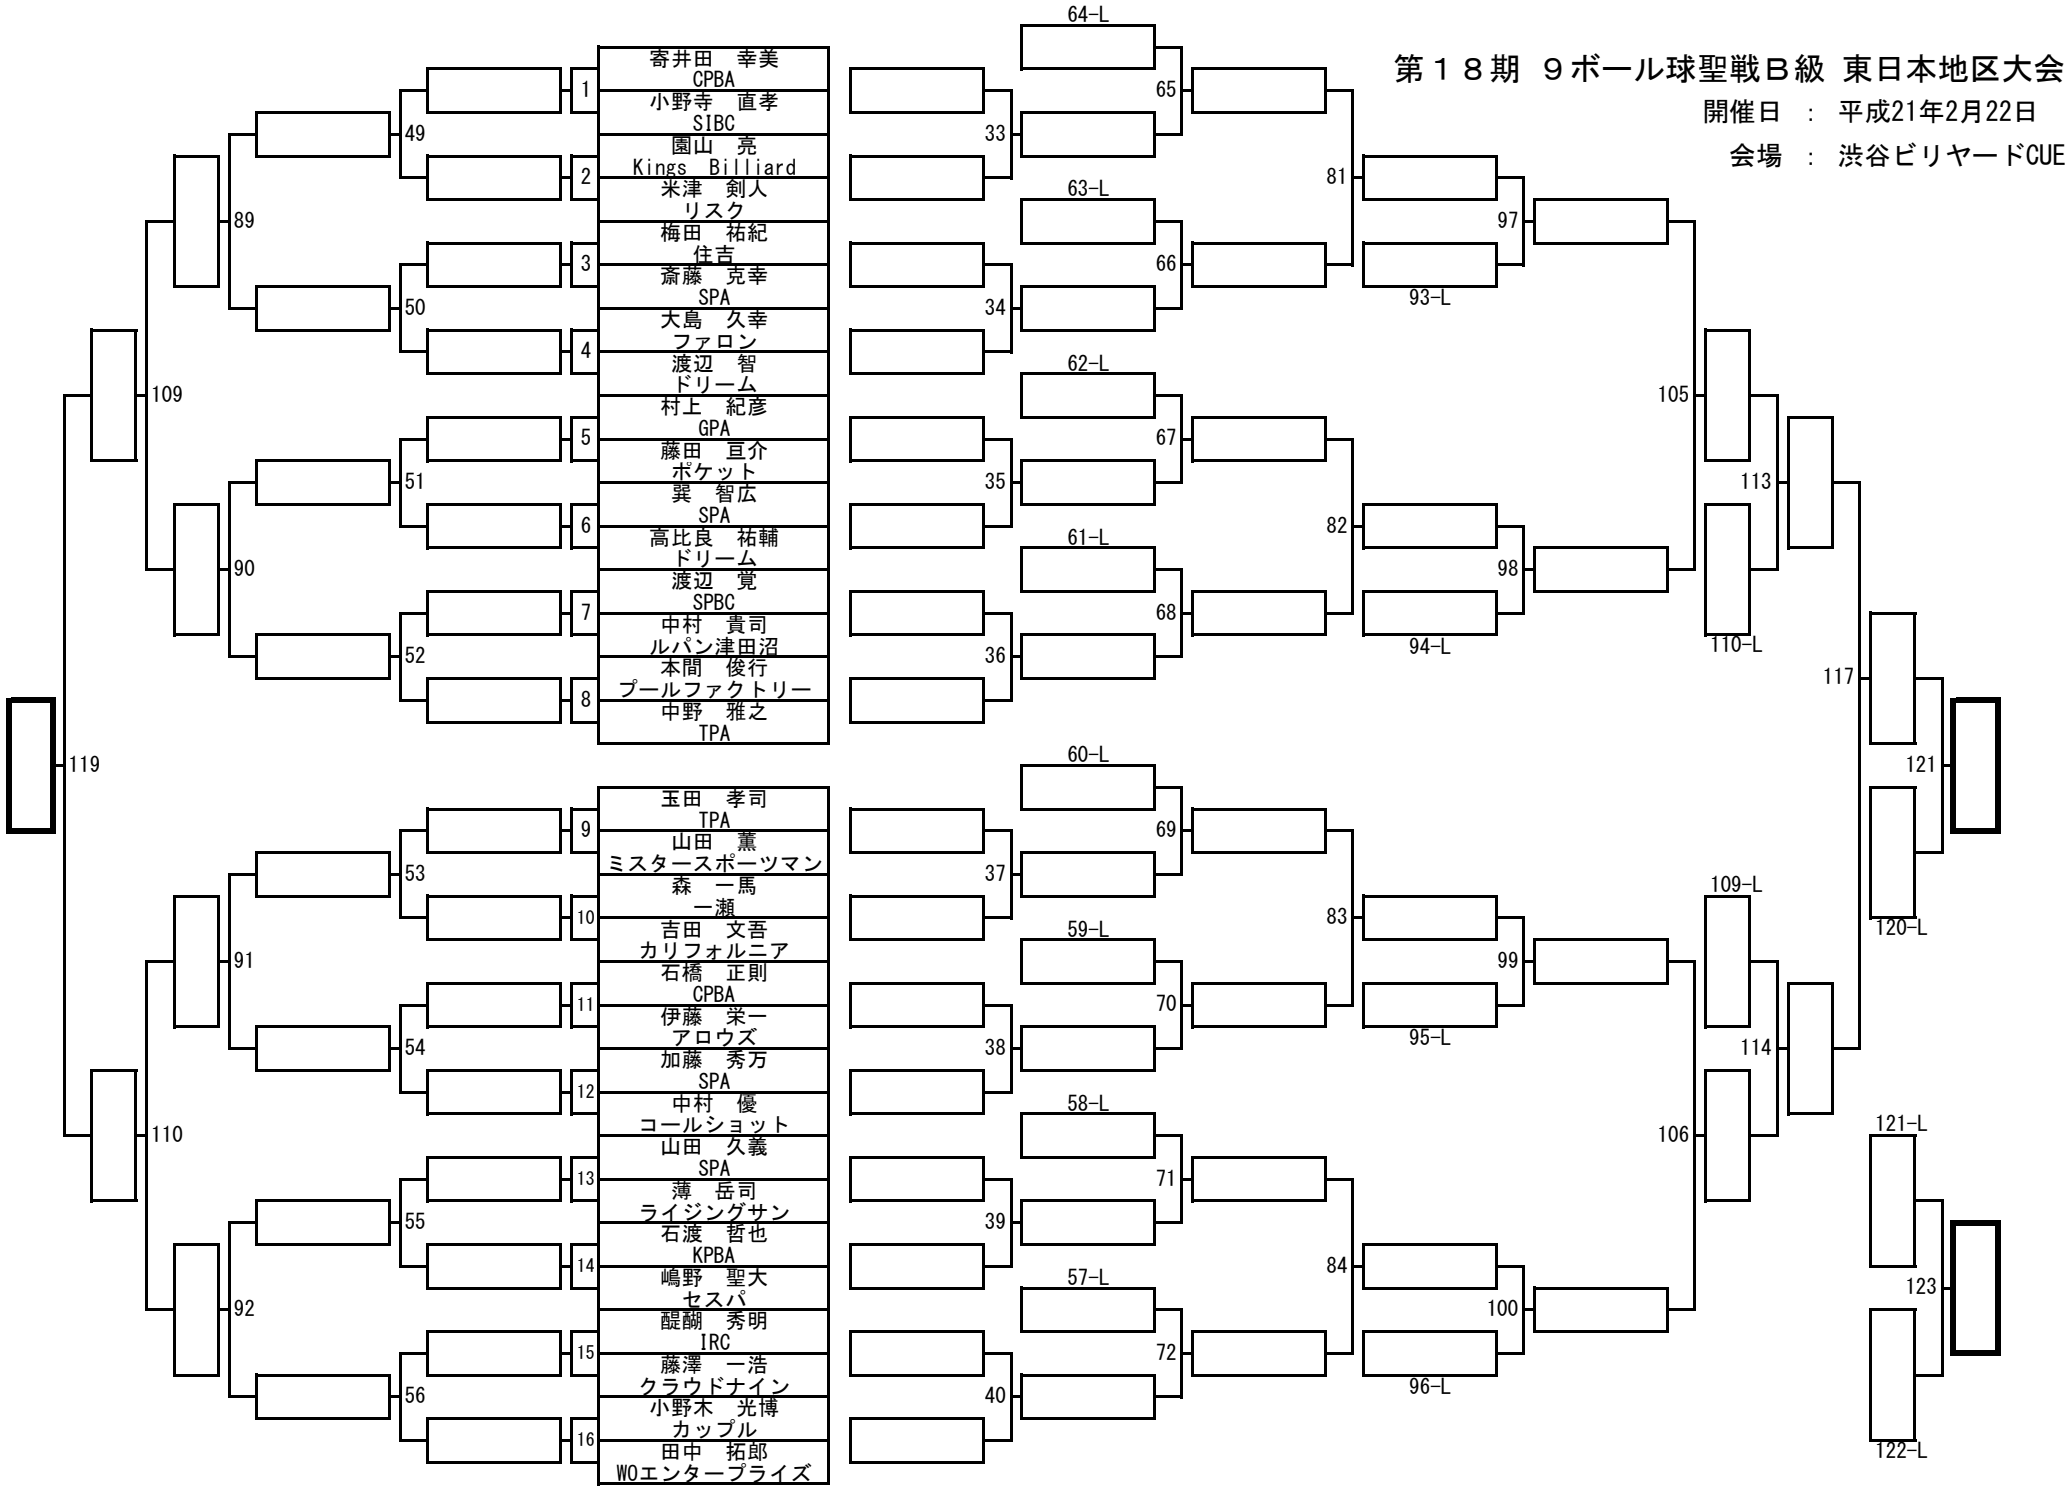 第１８期 ９ボール球聖戦Ｂ級 東日本地区大会
開催日 ： 平成21年2月22日
会場 ： 渋谷ビリヤードCUE
寄井田 幸美
CPBA
小野寺 直孝
SIBC
園山 亮
Kings Billiard
米津 剣人
リスク
梅田 祐紀
住吉
斎藤 克幸
SPA
大島 久幸
ファロン
渡辺 智
ドリーム
村上 紀彦
GPA
藤田 亘介
ポケット
巽 智広
SPA
高比良 祐輔
ドリーム
渡辺 覚
SPBC
中村 貴司
ルパン津田沼
本間 俊行
プールファクトリー
中野 雅之
TPA
玉田 孝司
TPA
山田 薫
ミスタースポーツマン
森 一馬
一瀬
吉田 文吾
カリフォルニア
石橋 正則
CPBA
伊藤 栄一
アロウズ
加藤 秀万
SPA
中村 優
コールショット
山田 久義
SPA
薄 岳司
ライジングサン
石渡 哲也
KPBA
嶋野 聖大
セスパ
醍醐 秀明
IRC
藤澤 一浩
クラウドナイン
小野木 光博
カップル
田中 拓郎
WOエンタープライズ
1
2
3
4
5
6
7
8
9
10
11
12
13
14
15
16
49
50
51
52
53
54
55
56
89
90
91
92
109
110
119
33
34
35
36
37
38
39
40
64-L
63-L
62-L
61-L
60-L
59-L
58-L
57-L
65
66
67
68
69
70
71
72
81
82
83
84
93-L
94-L
95-L
96-L
97
98
99
100
105
106
110-L
109-L
113
114
117
120-L
121
121-L
122-L
123